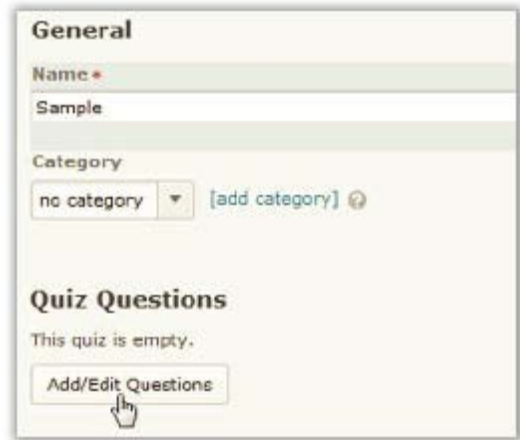 General
Name *
Sample
Category
no category [add category] ?
Quiz Questions
This quiz is empty.
Add/Edit Questions